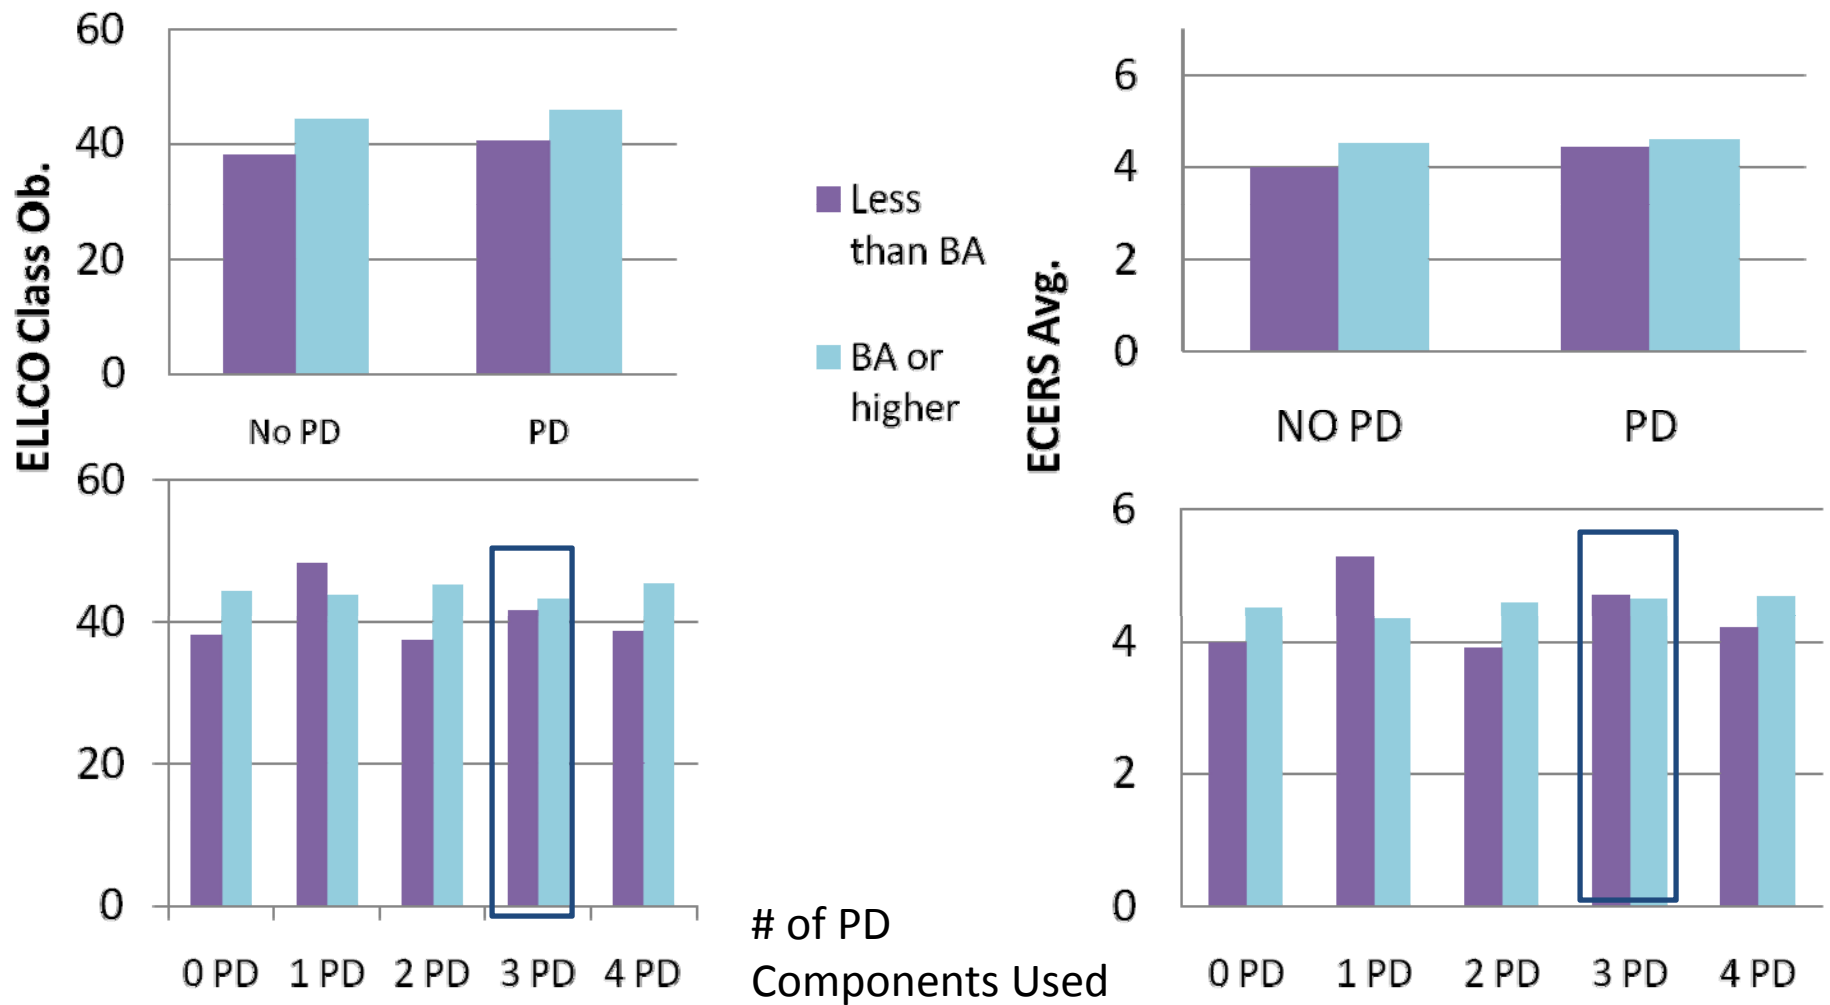 ELLCO Class Ob.
60
40
20
0
No PD PD
Less
than BA
BA or
higher
ECERS Avg.
6
4
2
0
NO PD PD
60
40
20
0
0 PD 1 PD 2 PD 3 PD 4 PD
# of PD
Components Used
6
4
2
0
0 PD 1 PD 2 PD 3 PD 4 PD